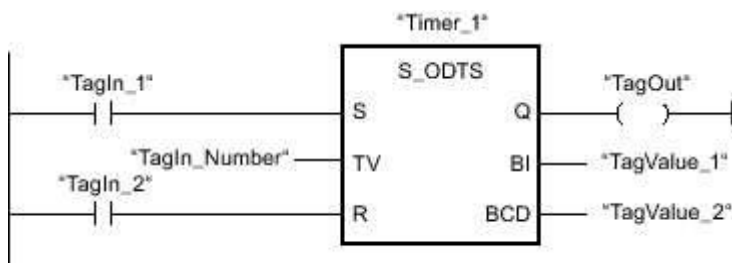 "Timer_1"
S_ODTS
"TagIn_1"
S
Q
"TagOut"
"TagIn_Number"
TV
BI
"TagValue_1"
"TagIn_2"
R
BCD
"TagValue_2"